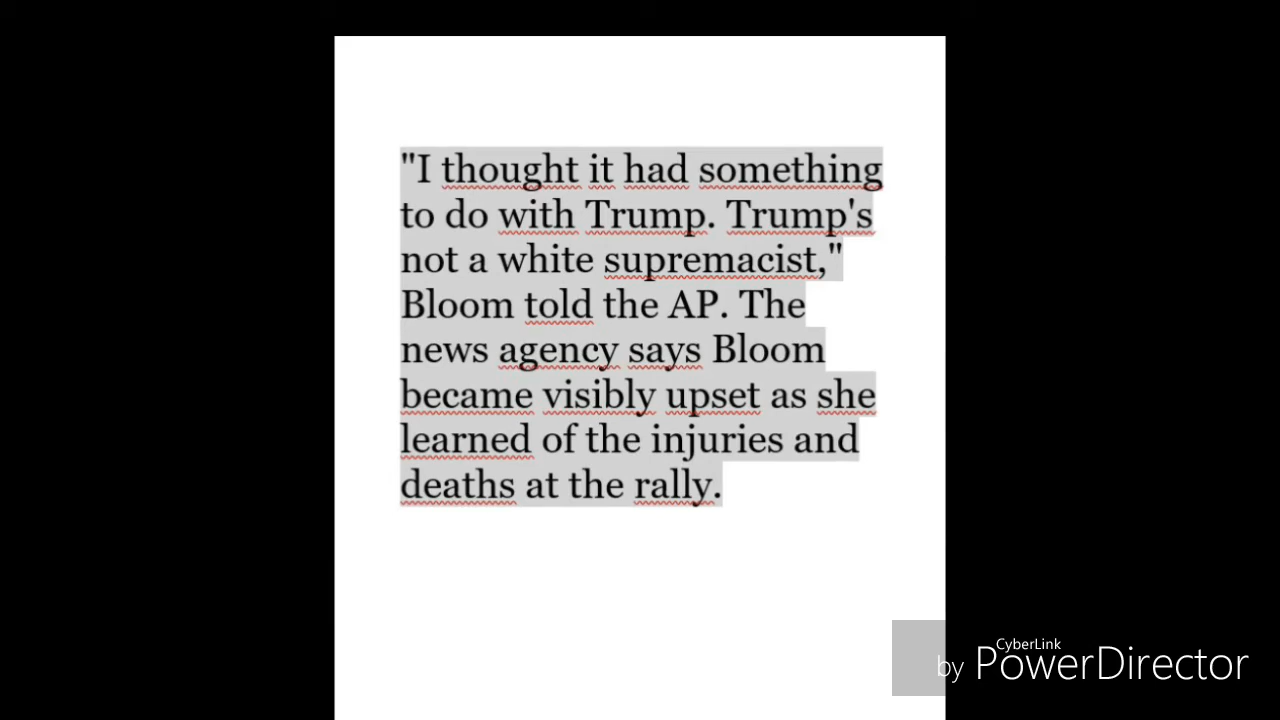 "I thought it had something
to do with Trump. Trump's
not a white supremacist,"
Bloom told the AP. The
news agency says Bloom
became visibly upset as she
learned of the injuries and
deaths at the rally.
CyberLink
by PowerDirector